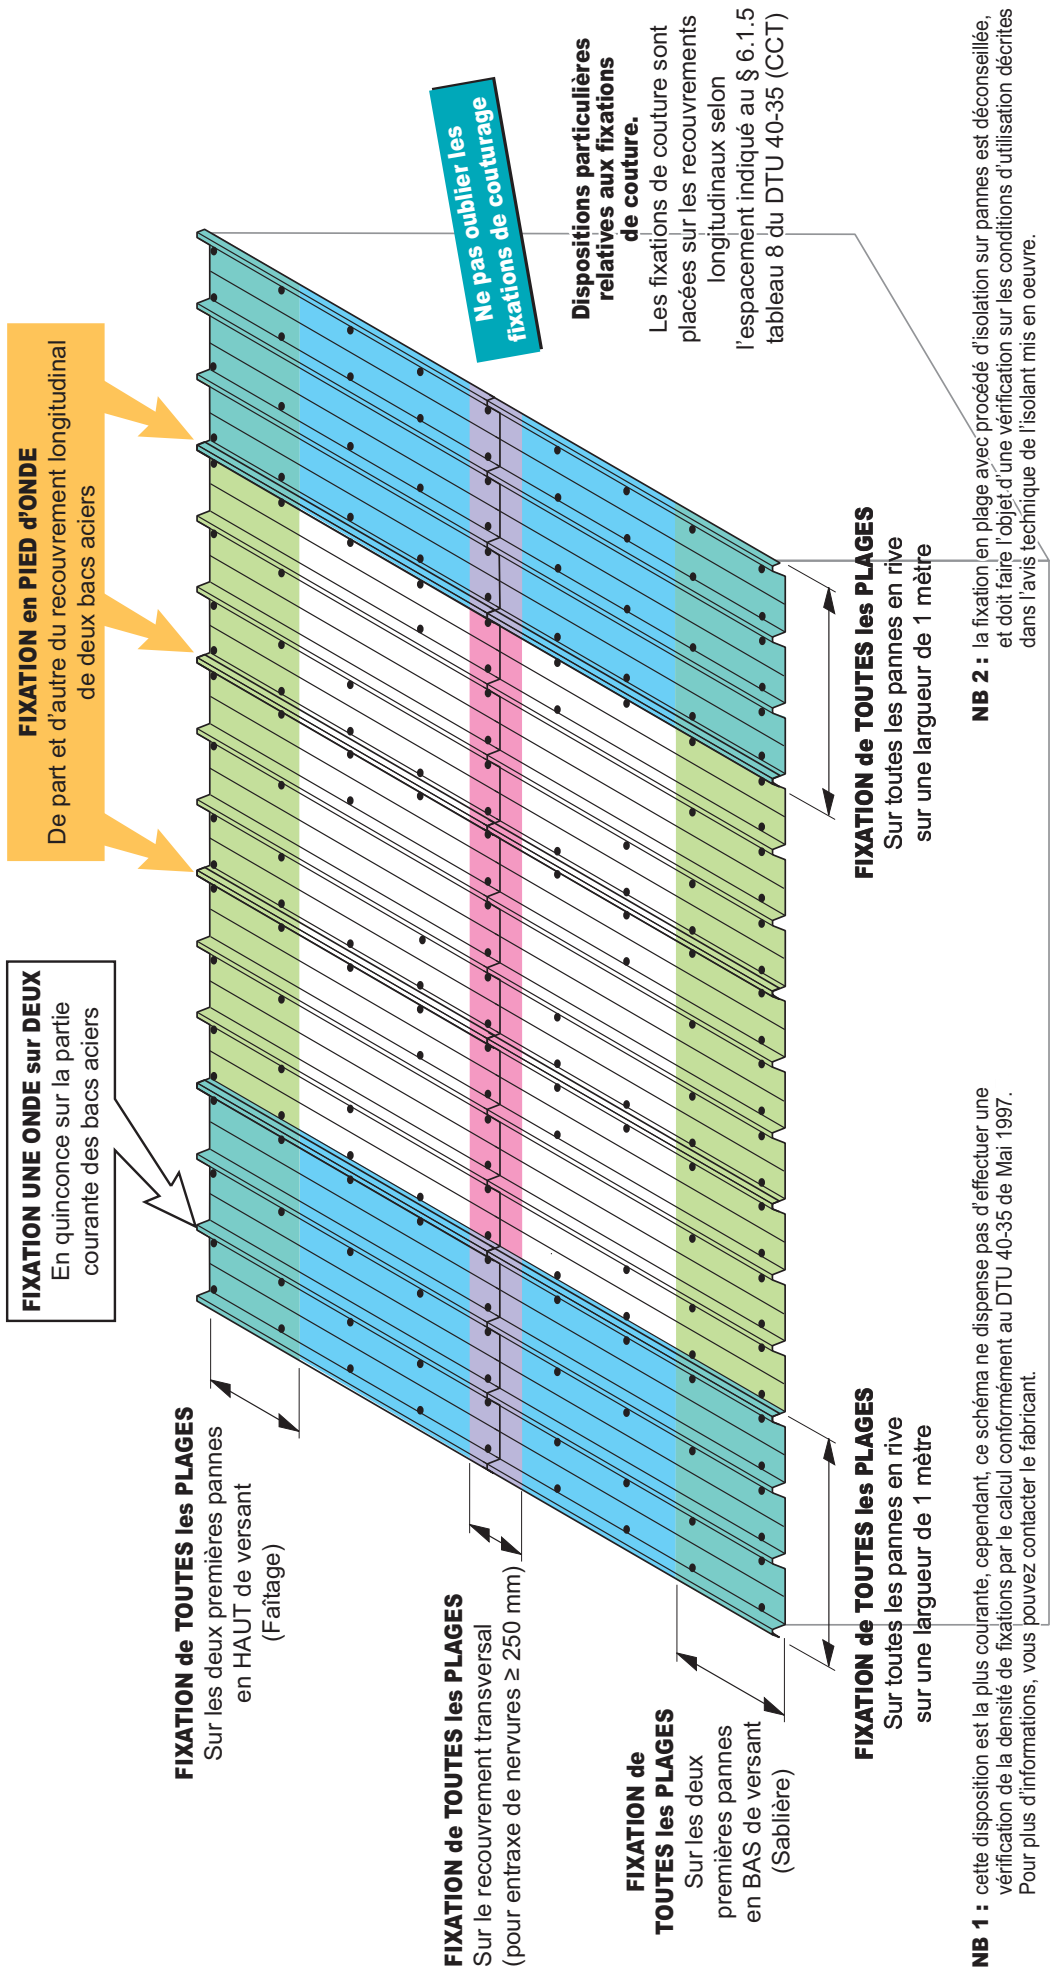 FIXATION UNE ONDE sur DEUX
En quinconce sur la partie
courante des bacs aciers
FIXATION en PIED d'ONDE
De part et d'autre du recouvrement longitudinal
de deux bacs aciers
FIXATION de TOUTES les PLAGES
Sur les deux premières pannes
en HAUT de versant
(Faîtage)
FIXATION de TOUTES les PLAGES
Sur le recouvrement transversal
(pour entraxe de nervures ≥ 250 mm)
FIXATION de
TOUTES les PLAGES
Sur les deux
premières pannes
en BAS de versant
(Sablière)
Ne pas oublier les
fixations de couturage
Dispositions particulières
relatives aux fixations
de couture.
Les fixations de couture sont
placées sur les recouvrements
longitudinaux selon
l'espacement indiqué au § 6.1.5
tableau 8 du DTU 40-35 (CCT)
FIXATION de TOUTES les PLAGES
Sur toutes les pannes en rive
sur une largueur de 1 mètre
FIXATION de TOUTES les PLAGES
Sur toutes les pannes en rive
sur une largueur de 1 mètre
NB 1 : cette disposition est la plus courante, cependant, ce schéma ne dispense pas d'effectuer une
vérification de la densité de fixations par le calcul conformément au DTU 40-35 de Mai 1997.
Pour plus d'informations, vous pouvez contacter le fabricant.
NB 2 : la fixation en plage avec procédé d'isolation sur pannes est déconseillée,
et doit faire l'objet d'une vérification sur les conditions d'utilisation décrites
dans l'avis technique de l'isolant mis en oeuvre.